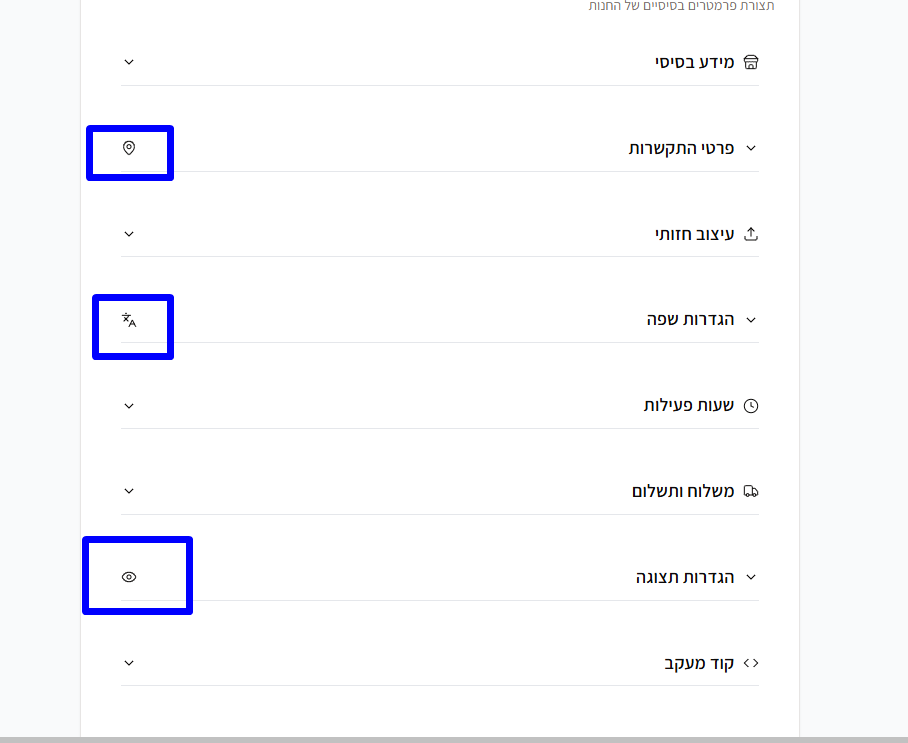 תצורת פרמטרים בסיסיים של החנות
מידע בסיסי
פרטי התקשרות
עיצוב חזותי
הגדרות שפה
שעות פעילות
משלוח ותשלום
הגדרות תצוגה
קוד מעקב